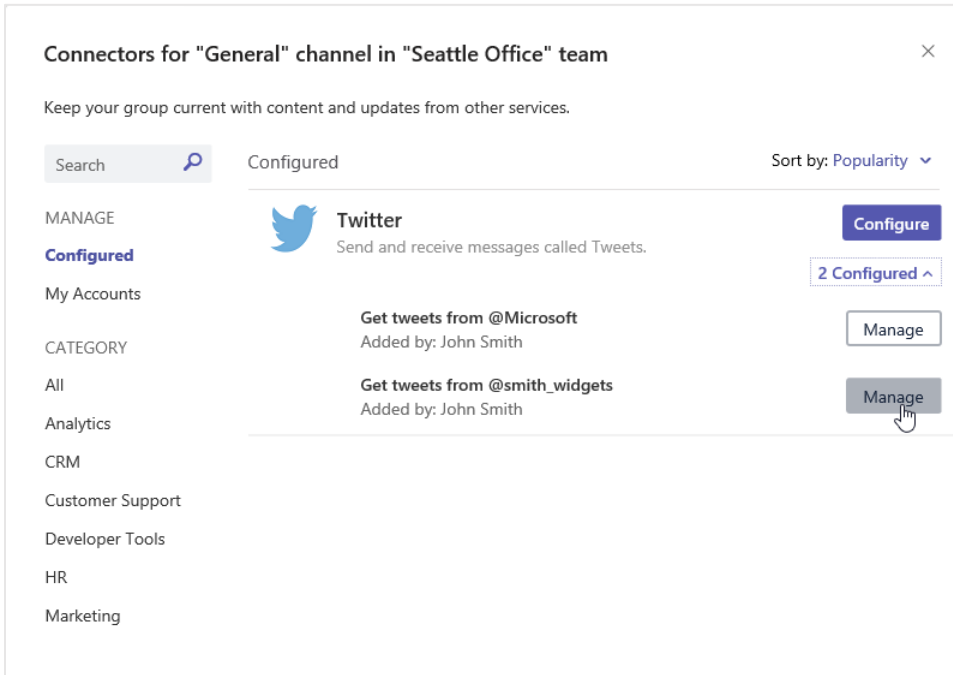 Connectors for "General" channel in "Seattle Office" team
Keep your group current with content and updates from other services.
Search
Configured
Sort by: Popularity
MANAGE
Configured
My Accounts
CATEGORY
All
Analytics
CRM
Customer Support
Developer Tools
HR
Marketing
Twitter
Send and receive messages called Tweets.
Configure
2 Configured
Get tweets from @Microsoft
Added by: John Smith
Manage
Get tweets from @smith_widgets
Added by: John Smith
Manage